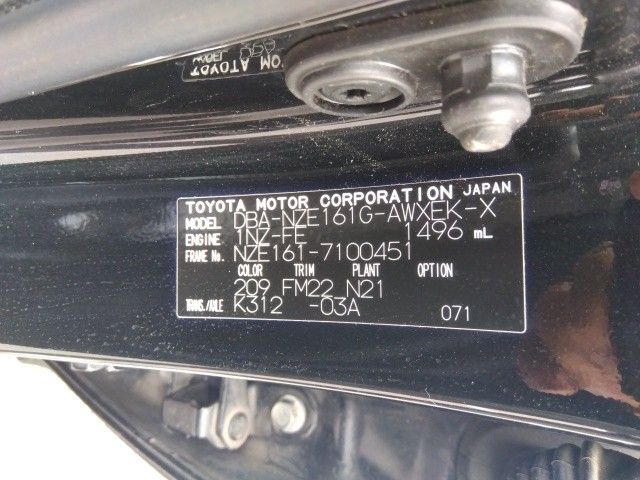 TOYOTA MOTOR CORPORATION JAPAN
MODEL DBA-NZE161G-AWXEK-X
ENGINE 1NZ-FE 1496 mL
FRAME No. NZE161-7100451
COLOR TRIM PLANT OPTION
209 FM22 N21
TRANS./AXLE K312 -03A 071